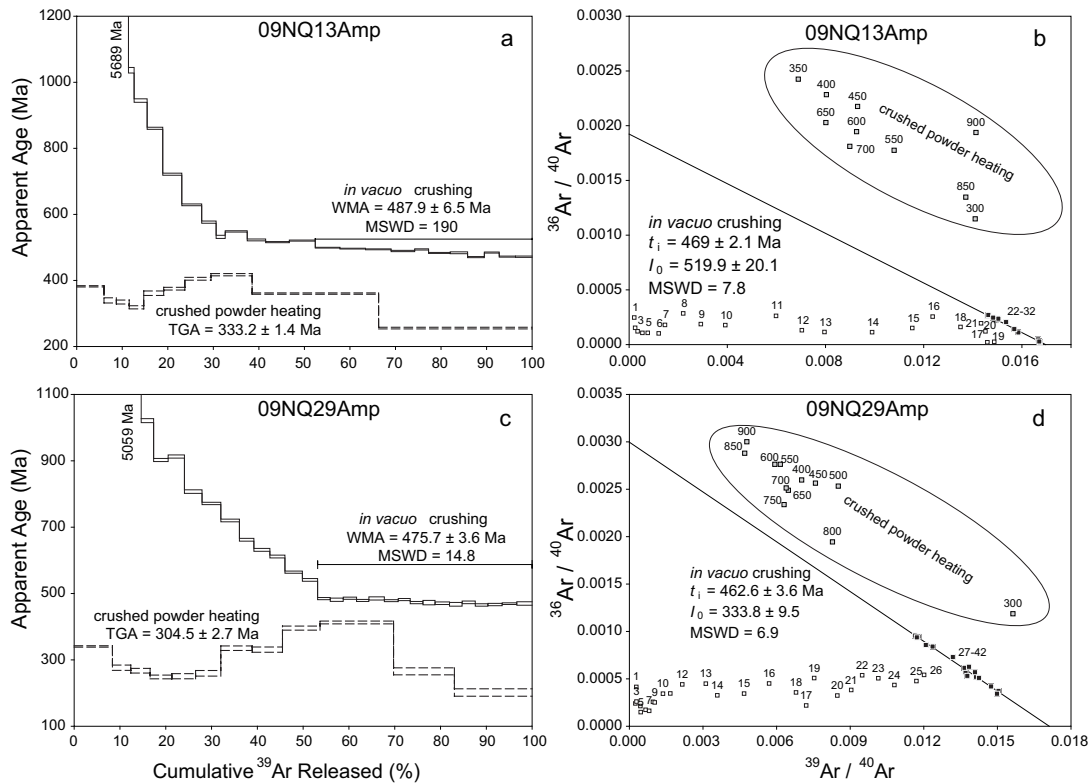 09NQ13Amp
a
5689 Ma
in vacuo crushing
WMA = 487.9 ± 6.5 Ma
MSWD = 190
crushed powder heating
TGA = 333.2 ± 1.4 Ma
Apparent Age (Ma)
1200
1000
800
600
400
200
0 10 20 30 40 50 60 70 80 90 100
09NQ13Amp
b
350
400
450
650
600
700
550
900
850
300
crushed powder heating
in vacuo crushing
tᵢ = 469 ± 2.1 Ma
I₀ = 519.9 ± 20.1
MSWD = 7.8
1
3
5
6
7
8
9
10
11
12
13
14
15
16
18
21
20
17
19
22-32
³⁶Ar / ⁴⁰Ar
0.0030
0.0025
0.0020
0.0015
0.0010
0.0005
0.0000
0.000 0.004 0.008 0.012 0.016
09NQ29Amp
c
5059 Ma
in vacuo crushing
WMA = 475.7 ± 3.6 Ma
MSWD = 14.8
crushed powder heating
TGA = 304.5 ± 2.7 Ma
Apparent Age (Ma)
1100
900
700
500
300
100
0 10 20 30 40 50 60 70 80 90 100
Cumulative ³⁹Ar Released (%)
09NQ29Amp
d
900
850
600
550
700
400
450
500
650
750
800
300
crushed powder heating
in vacuo crushing
tᵢ = 462.6 ± 3.6 Ma
I₀ = 333.8 ± 9.5
MSWD = 6.9
1
3
7
9
10
12
13
14
15
16
18
17
19
20
21
22
23
24
25
26
27-42
³⁶Ar / ⁴⁰Ar
0.0035
0.0030
0.0025
0.0020
0.0015
0.0010
0.0005
0.0000
0.000 0.003 0.006 0.009 0.012 0.015 0.018
³⁹Ar / ⁴⁰Ar